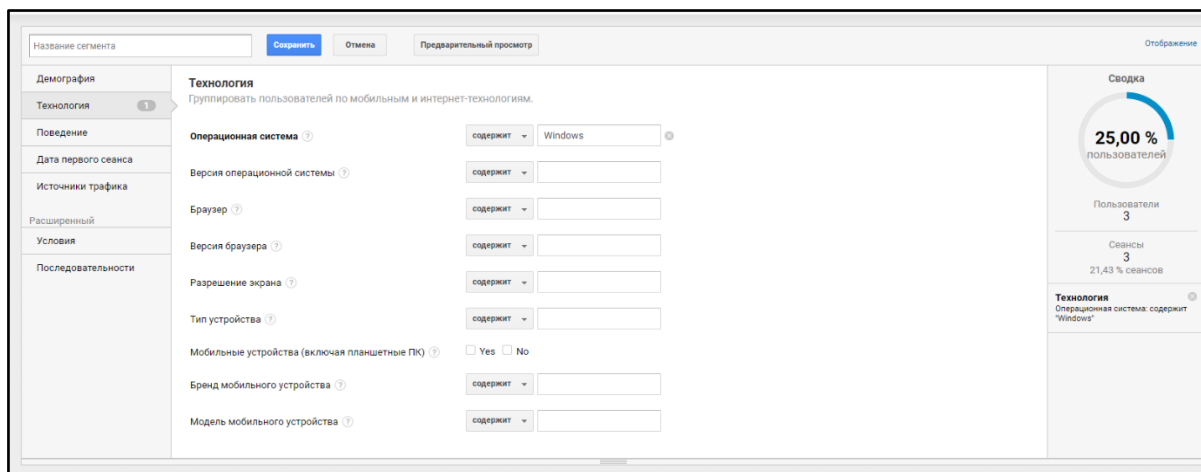 Название сегмента
Сохранить Отмена Предварительный просмотр Отображение
Демография
Технология 1
Поведение
Дата первого сеанса
Источники трафика
Расширенный
Условия
Последовательности
Технология
Группировать пользователей по мобильным и интернет-технологиям.
Операционная система ? содержит Windows
Версия операционной системы ? содержит
Браузер ? содержит
Версия браузера ? содержит
Разрешение экрана ? содержит
Тип устройства ? содержит
Мобильные устройства (включая планшетные ПК) ? Yes No
Бренд мобильного устройства ? содержит
Модель мобильного устройства ? содержит
Сводка
25,00 %
пользователей
Пользователи
3
Сеансы
3
21,43 % сеансов
Технология
Операционная система: содержит
"Windows"